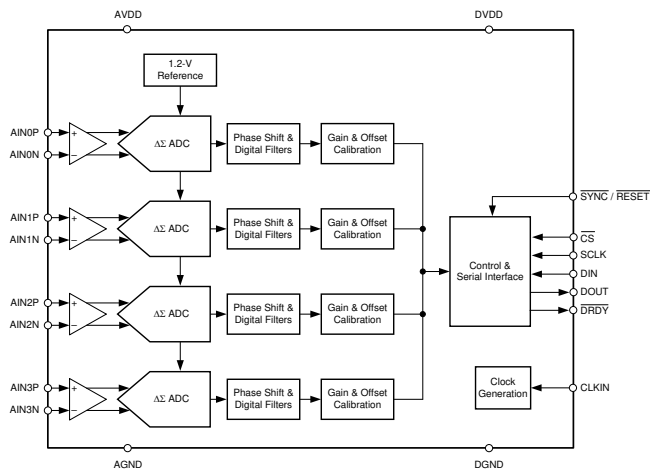 AVDD
DVDD
1.2-V
Reference
AIN0P
+
AIN0N
−
ΔΣ ADC
Phase Shift &
Digital Filters
Gain & Offset
Calibration
SYNC / RESET
AIN1P
+
AIN1N
−
ΔΣ ADC
Phase Shift &
Digital Filters
Gain & Offset
Calibration
CS
SCLK
DIN
DOUT
DRDY
Control &
Serial Interface
AIN2P
+
AIN2N
−
ΔΣ ADC
Phase Shift &
Digital Filters
Gain & Offset
Calibration
AIN3P
+
AIN3N
−
ΔΣ ADC
Phase Shift &
Digital Filters
Gain & Offset
Calibration
Clock
Generation
CLKIN
AGND
DGND